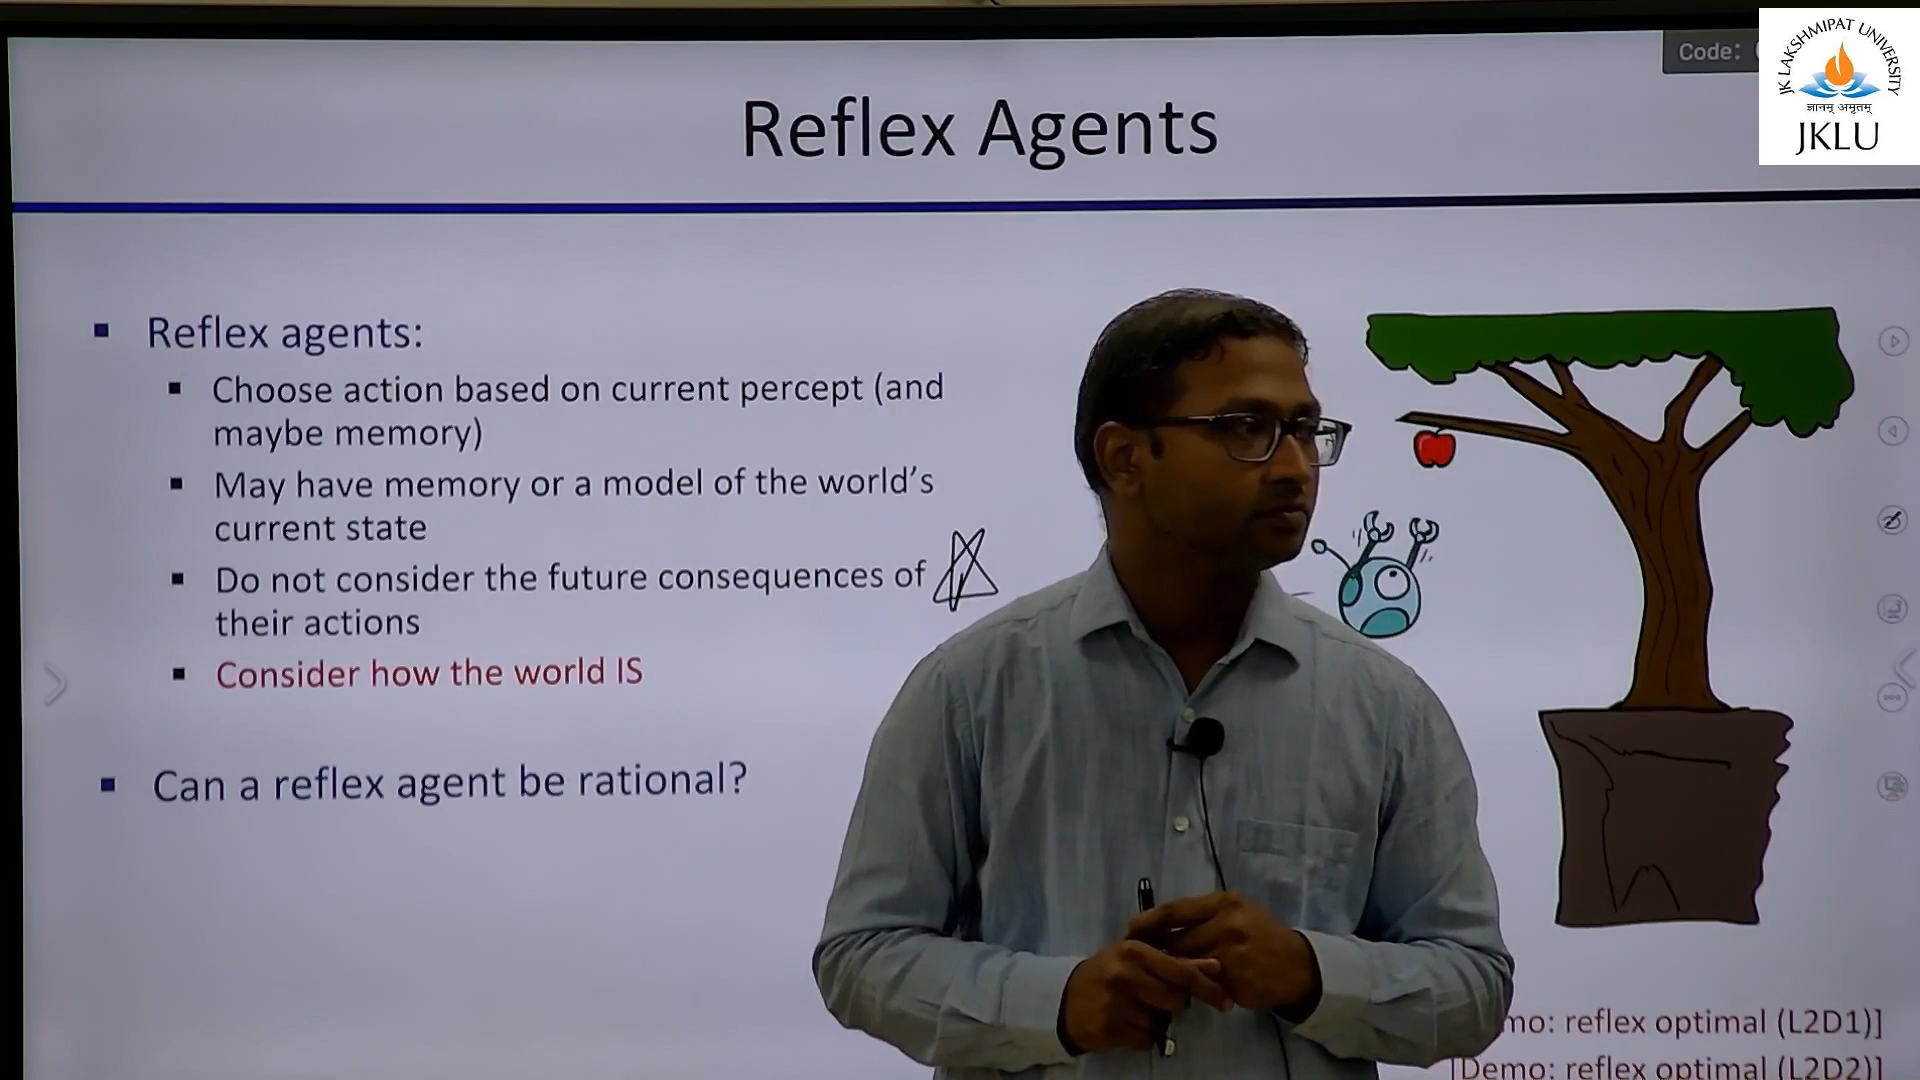 Code:
JK LAKSHMIPAT UNIVERSITY
ज्ञानम् अमृतम्
JKLU
Reflex Agents
Reflex agents:
Choose action based on current percept (and
maybe memory)
May have memory or a model of the world's
current state
Do not consider the future consequences of
their actions
Consider how the world IS
Can a reflex agent be rational?
mo: reflex optimal (L2D1)]
[Demo: reflex optimal (L2D2)]